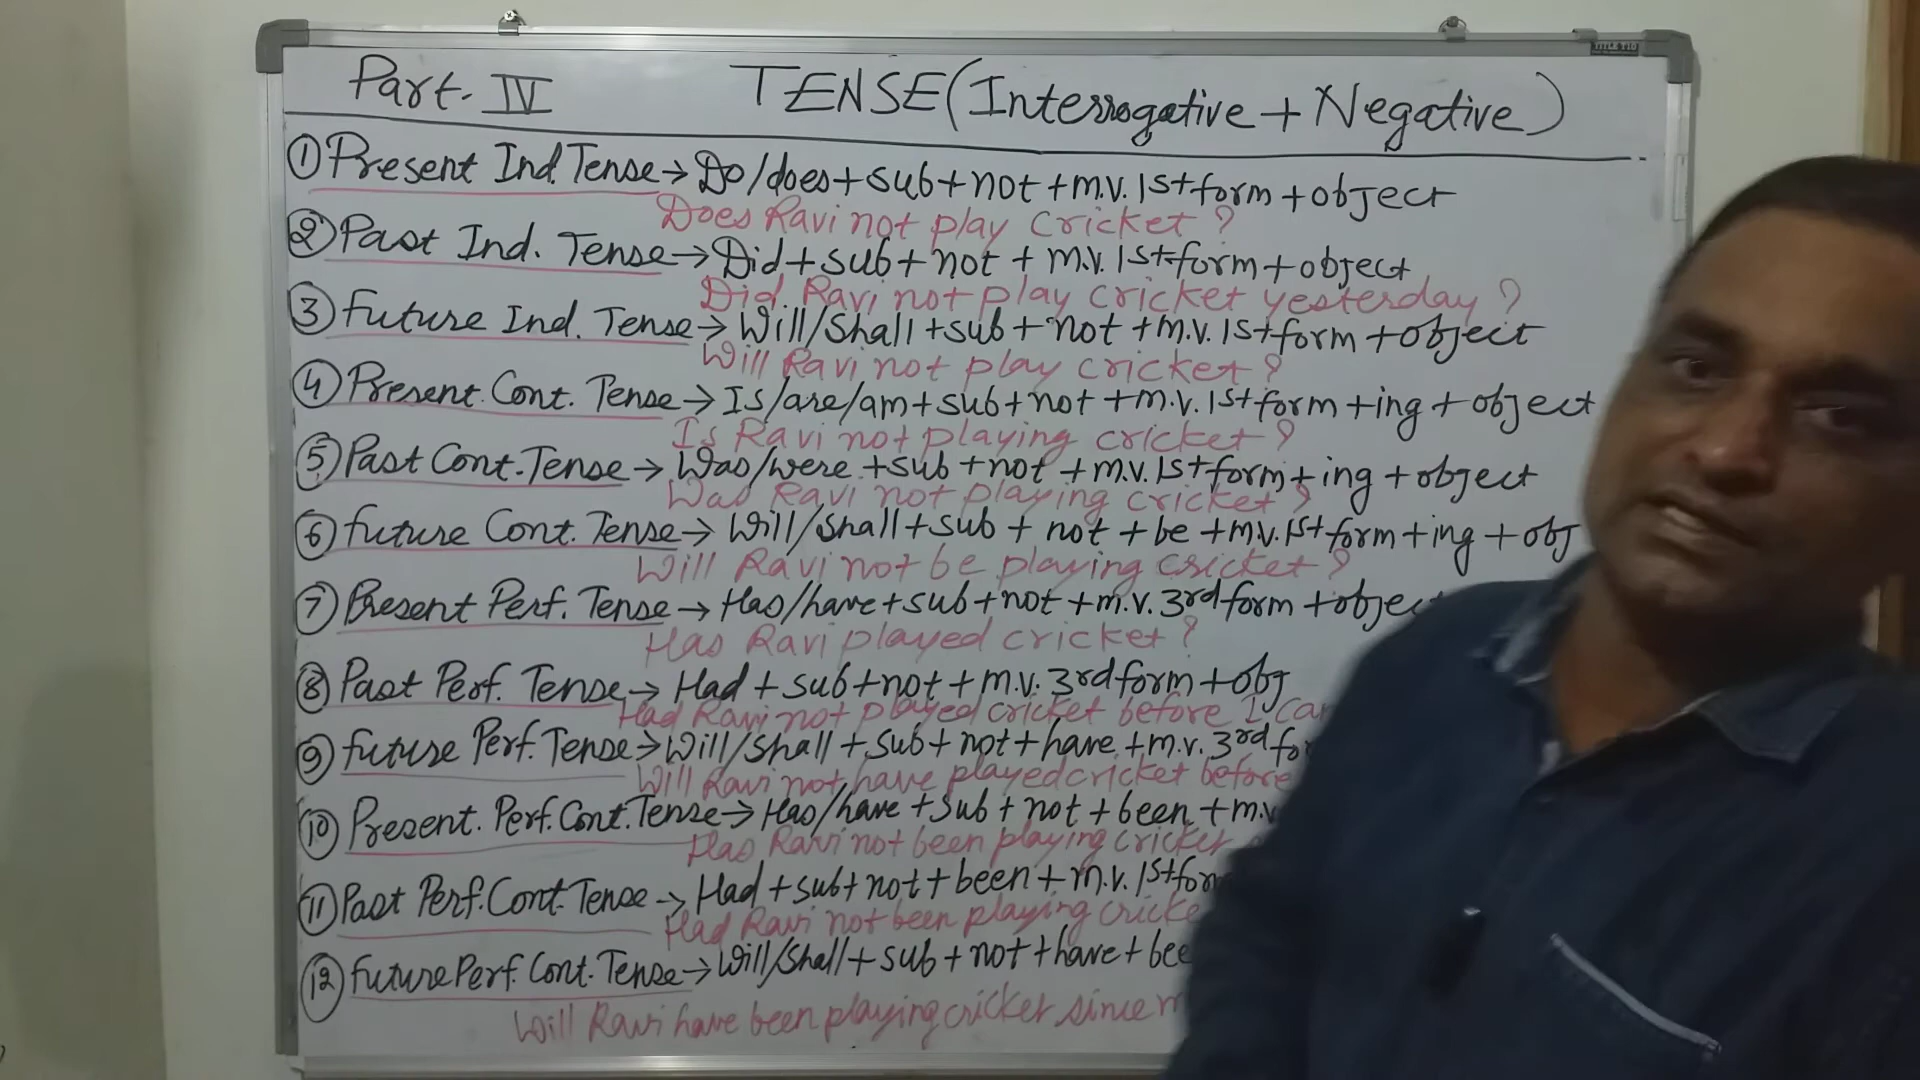 Part. IV TENSE (Interrogative + Negative)
① Present Ind. Tense → Do/does + sub + not + m.v. 1st form + object
Does Ravi not play cricket ?
② Past Ind. Tense → Did + sub + not + m.v. 1st form + object
Did Ravi not play cricket yesterday ?
③ Future Ind. Tense → Will/Shall + sub + not + m.v. 1st form + object
Will Ravi not play cricket ?
④ Present Cont. Tense → Is/are/am + sub + not + m.v. 1st form + ing + object
Is Ravi not playing cricket ?
⑤ Past Cont. Tense → Was/were + sub + not + m.v. 1st form + ing + object
Was Ravi not playing cricket ?
⑥ Future Cont. Tense → Will/Shall + sub + not + be + m.v. 1st form + ing + obj
Will Ravi not be playing cricket ?
⑦ Present Perf. Tense → Has/have + sub + not + m.v. 3rd form + objec
Has Ravi played cricket ?
⑧ Past Perf. Tense → Had + sub + not + m.v. 3rd form + obj
Had Ravi not played cricket before I
⑨ Future Perf. Tense → Will/Shall + sub + not + have + m.v. 3rd fo
Will Ravi not have played cricket before
⑩ Present. Perf. Cont. Tense → Has/have + sub + not + been + m.v
Has Ravi not been playing cricket
⑪ Past Perf. Cont. Tense → Had + sub + not + been + m.v. 1st for
Had Ravi not been playing cricke
⑫ Future Perf. Cont. Tense → Will/Shall + sub + not + have + bee
Will Ravi have been playing cricket since